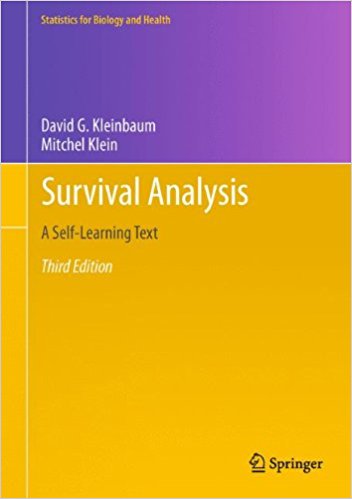 Statistics for Biology and Health
David G. Kleinbaum
Mitchel Klein
Survival Analysis
A Self-Learning Text
Third Edition
Springer